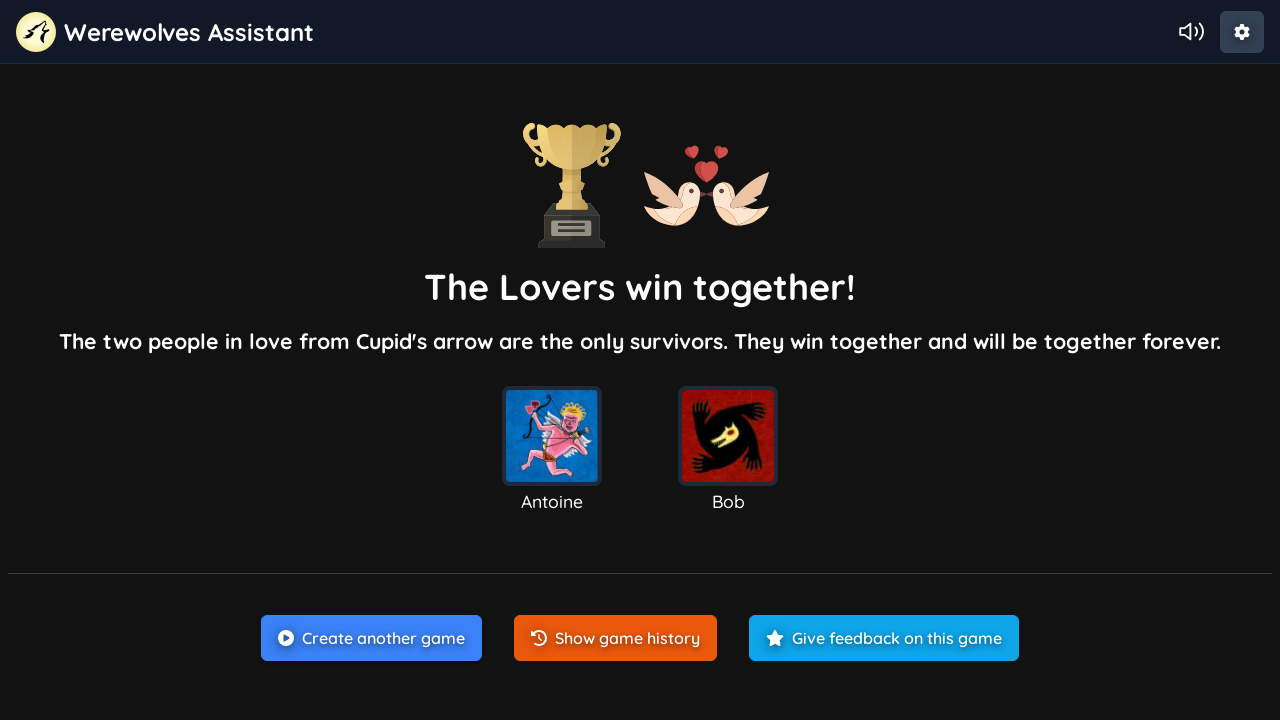 Werewolves Assistant
The Lovers win together!
The two people in love from Cupid's arrow are the only survivors. They win together and will be together forever.
Antoine
Bob
Create another game
Show game history
Give feedback on this game